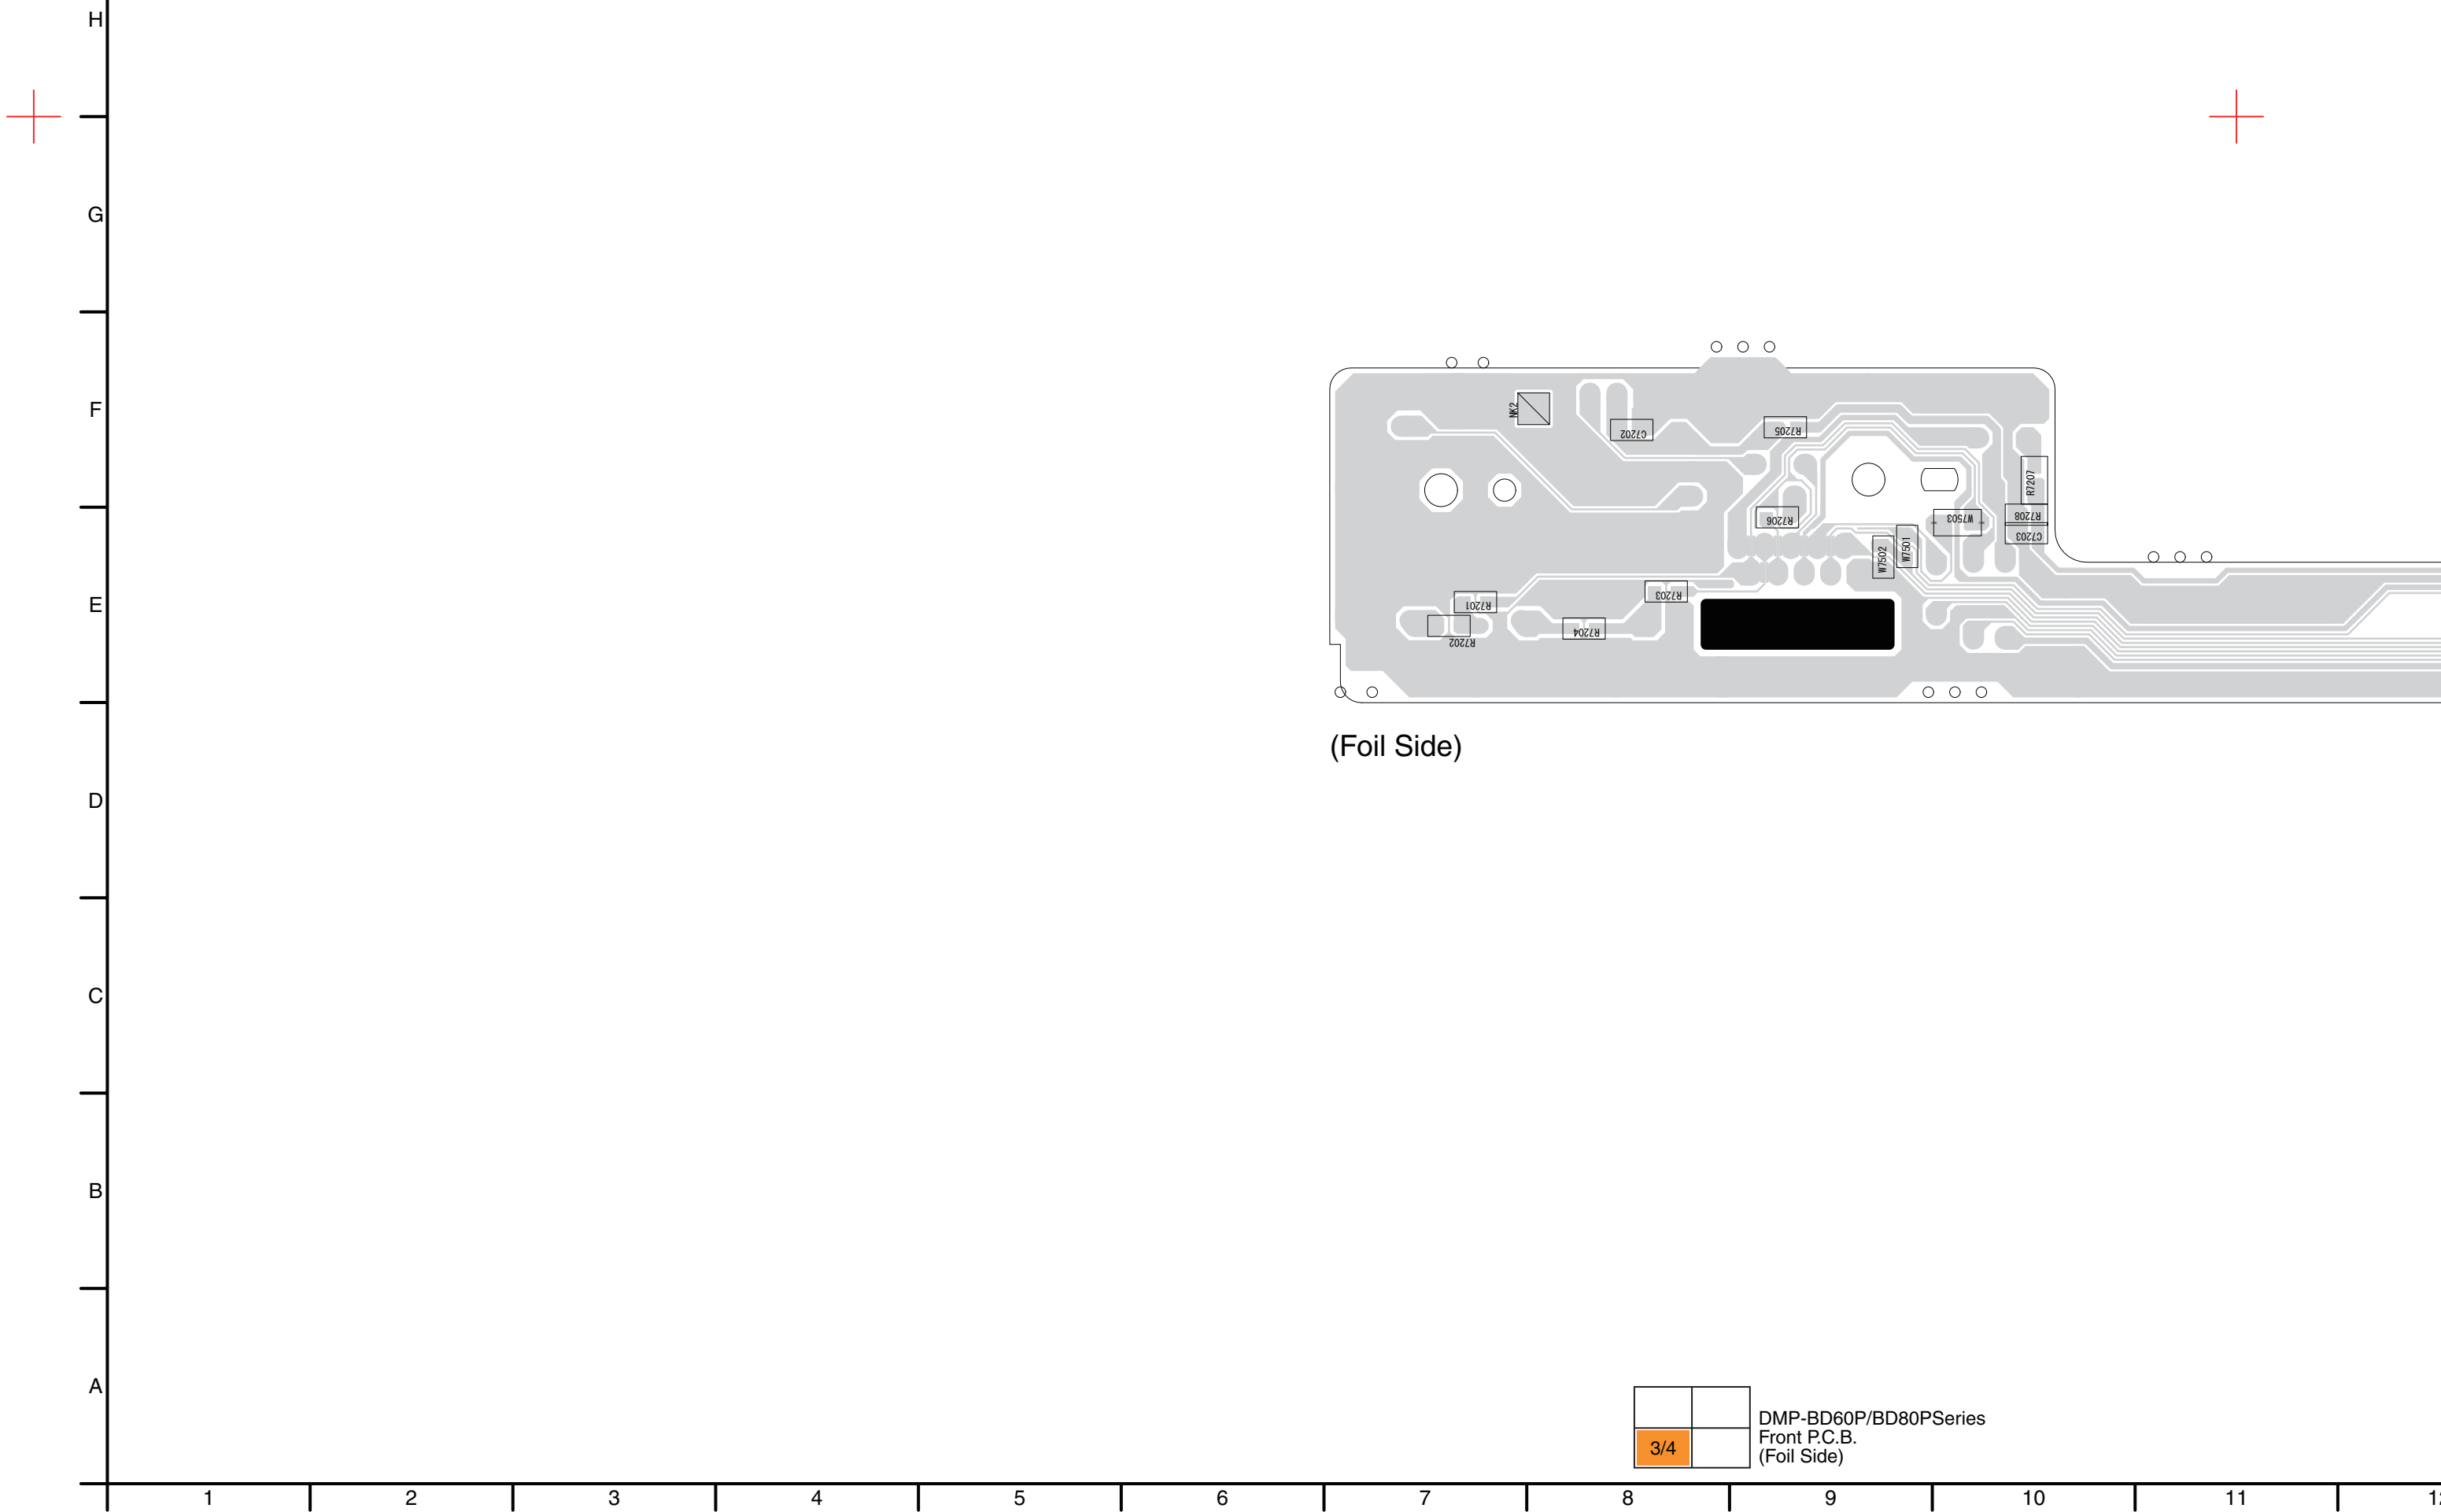 H
G
F
NK2
C7202
R7205
R7207
R7206
W7503
R7208
C7203
W7502
W7501
E
R7201
R7203
R7202
R7204
(Foil Side)
D
C
B
A
DMP-BD60P/BD80PSeries
Front P.C.B.
3/4
(Foil Side)
1 2 3 4 5 6 7 8 9 10 11